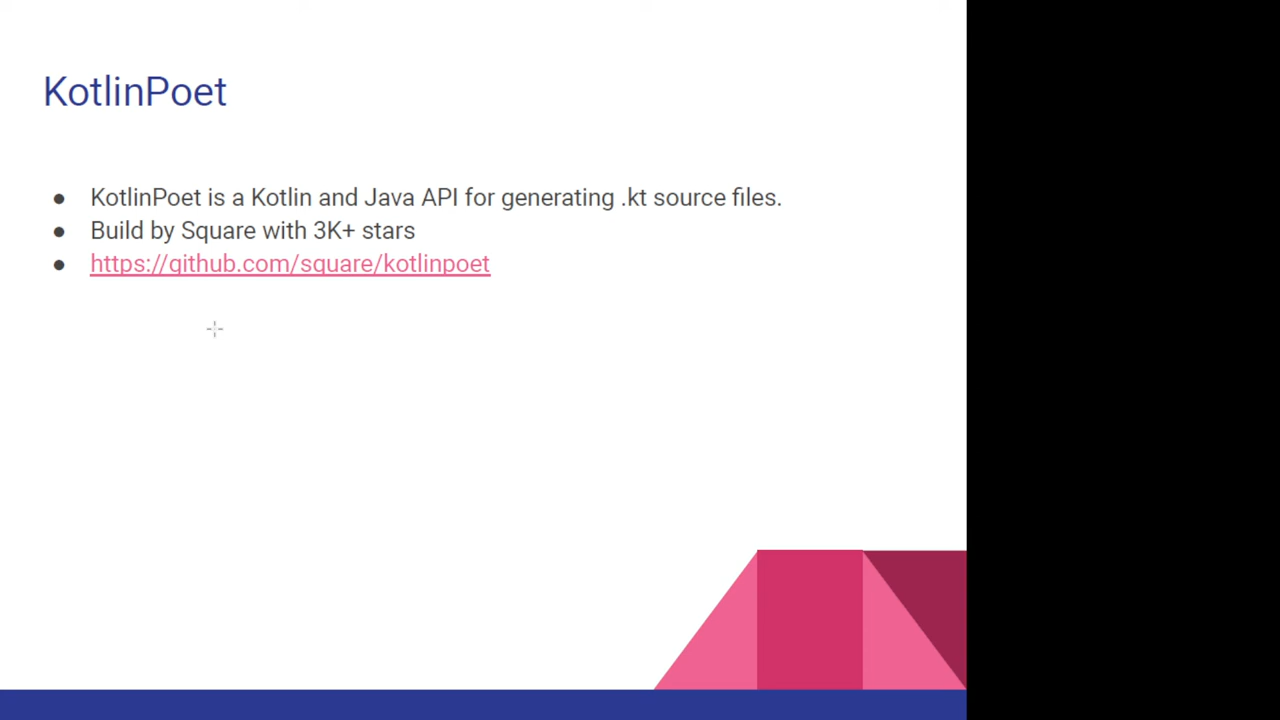 KotlinPoet
● KotlinPoet is a Kotlin and Java API for generating .kt source files.
● Build by Square with 3K+ stars
● https://github.com/square/kotlinpoet